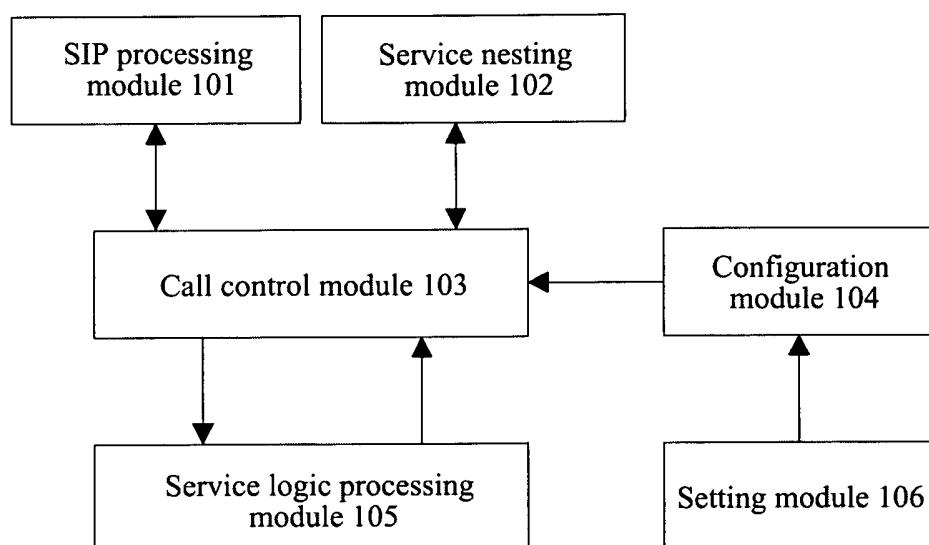 SIP processing
module 101
Service nesting
module 102
Call control module 103
Configuration
module 104
Service logic processing
module 105
Setting module 106